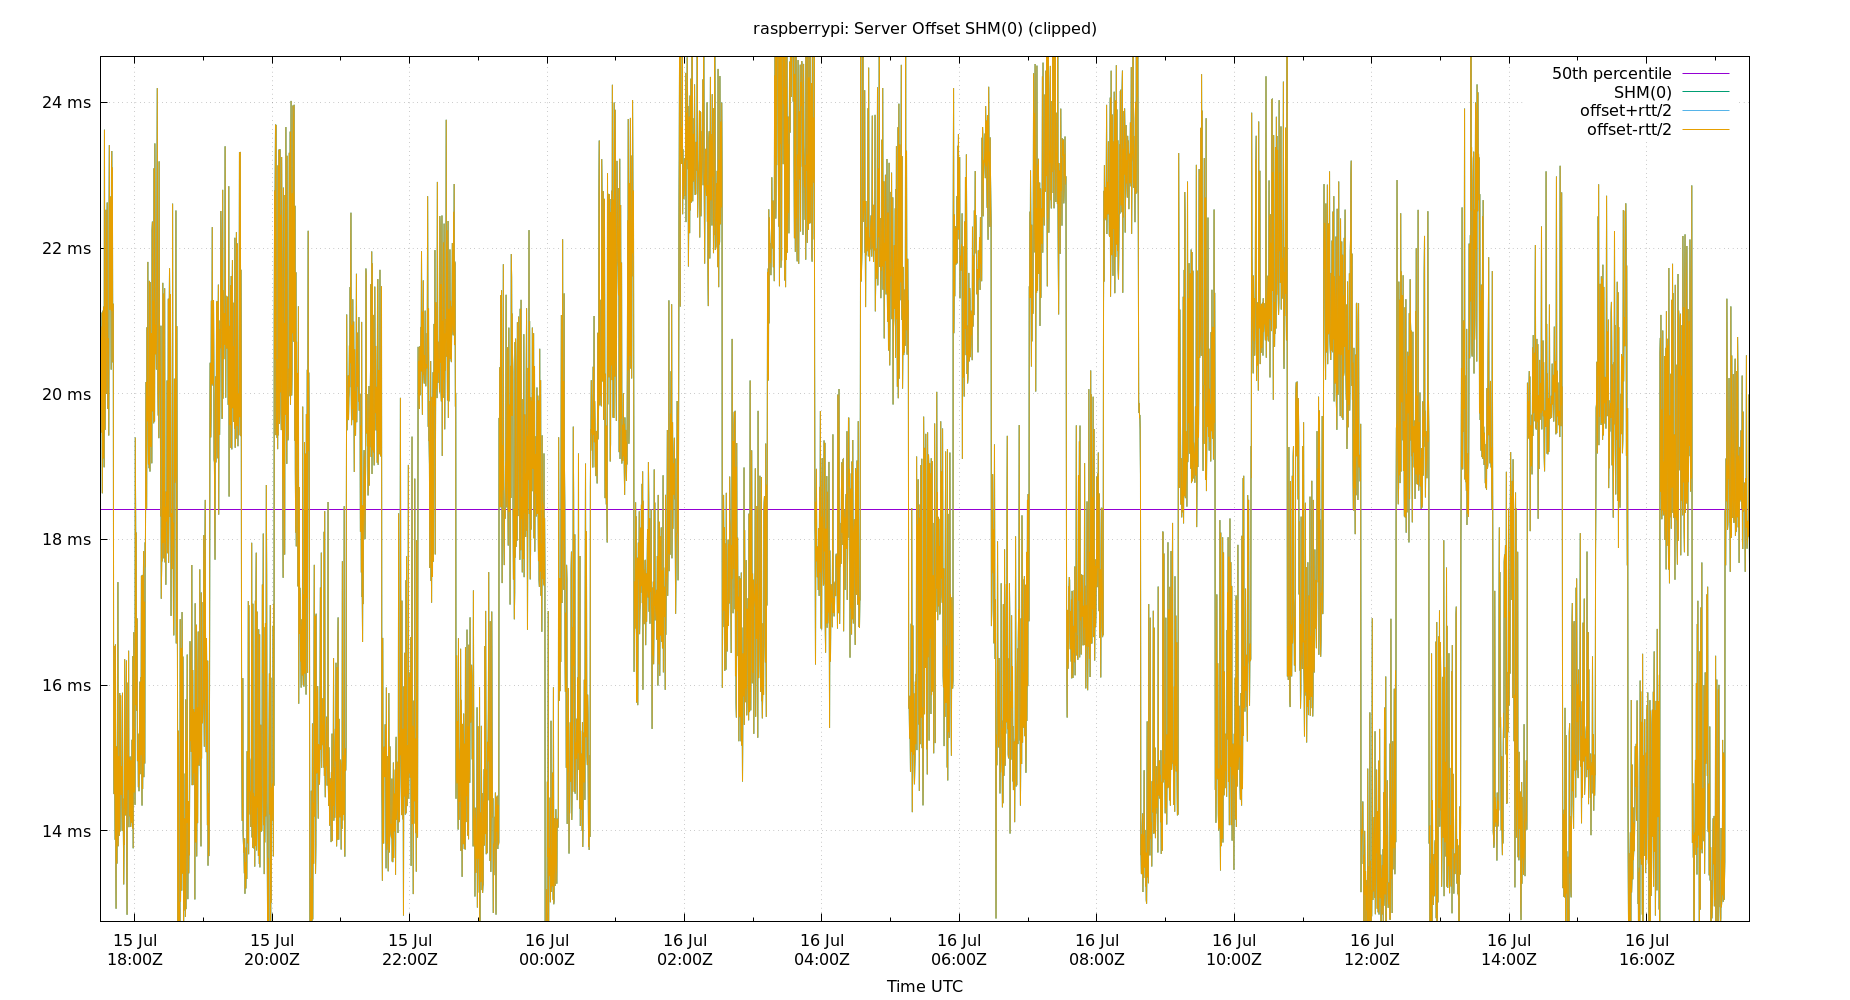 raspberrypi: Server Offset SHM(0) (clipped)
50th percentile
SHM(0)
offset+rtt/2
offset-rtt/2
24 ms
22 ms
20 ms
18 ms
16 ms
14 ms
15 Jul 15 Jul 15 Jul 16 Jul 16 Jul 16 Jul 16 Jul 16 Jul 16 Jul 16 Jul 16 Jul 16 Jul
18:00Z 20:00Z 22:00Z 00:00Z 02:00Z 04:00Z 06:00Z 08:00Z 10:00Z 12:00Z 14:00Z 16:00Z
Time UTC